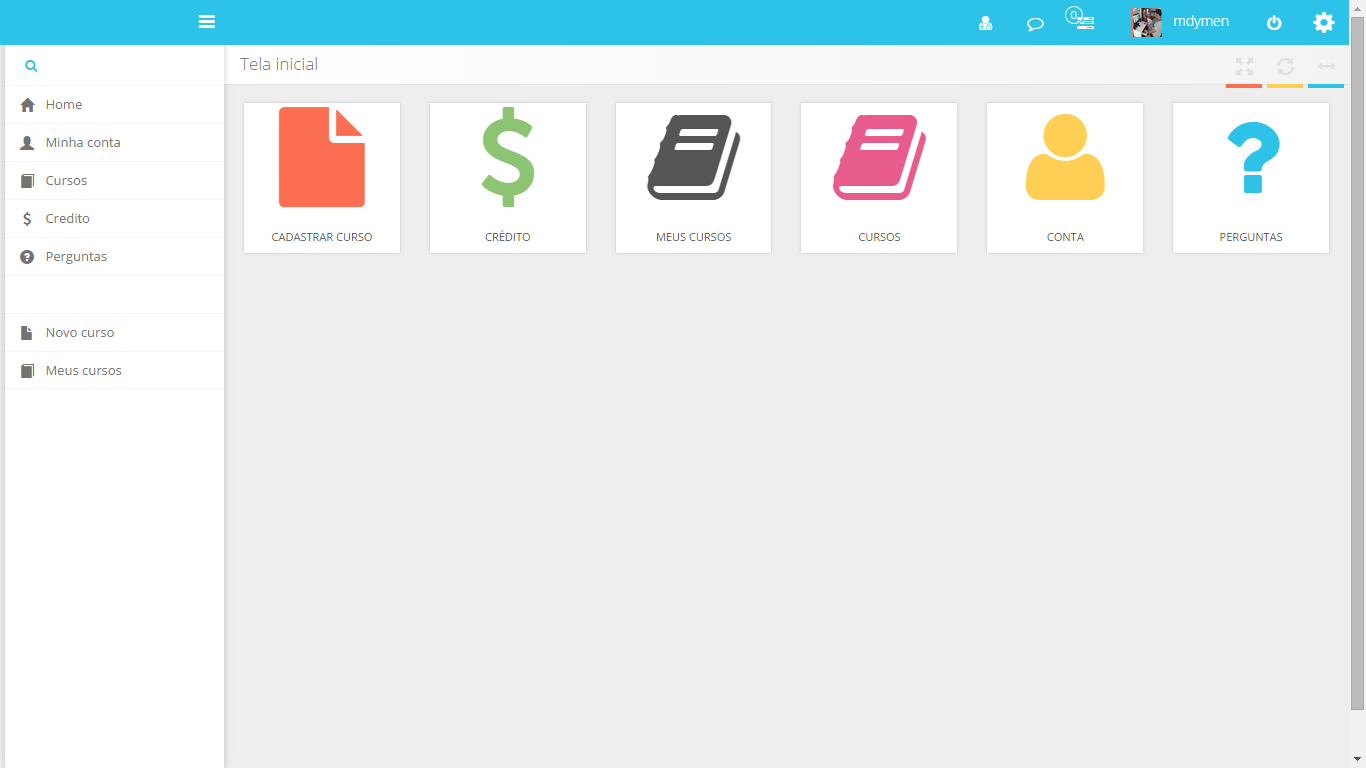 0
mdymen
Tela inicial
Home
Minha conta
Cursos
Credito
Perguntas
Novo curso
Meus cursos
CADASTRAR CURSO
CRÉDITO
MEUS CURSOS
CURSOS
CONTA
PERGUNTAS